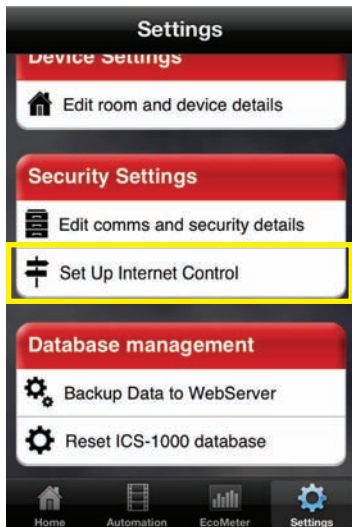 Settings
Device Settings
Edit room and device details
Security Settings
Edit comms and security details
Set Up Internet Control
Database management
Backup Data to WebServer
Reset ICS-1000 database
Home Automation EcoMeter Settings